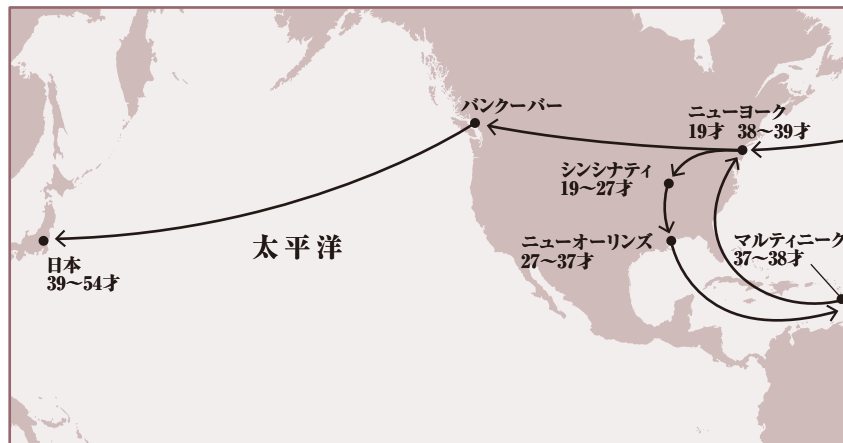 バンクーバー
ニューヨーク
19才 38〜39才
シンシナティ
19〜27才
ニューオーリンズ
27〜37才
マルティニーク
37〜38才
太平洋
日本
39〜54才